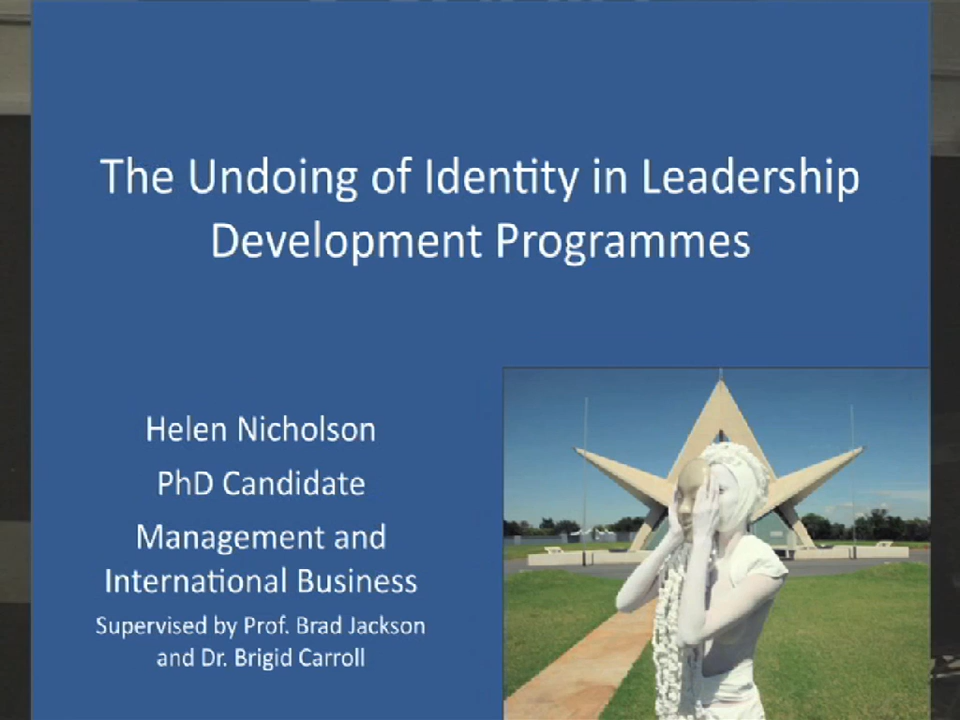 The Undoing of Identity in Leadership
Development Programmes
Helen Nicholson
PhD Candidate
Management and
International Business
Supervised by Prof. Brad Jackson
and Dr. Brigid Carroll